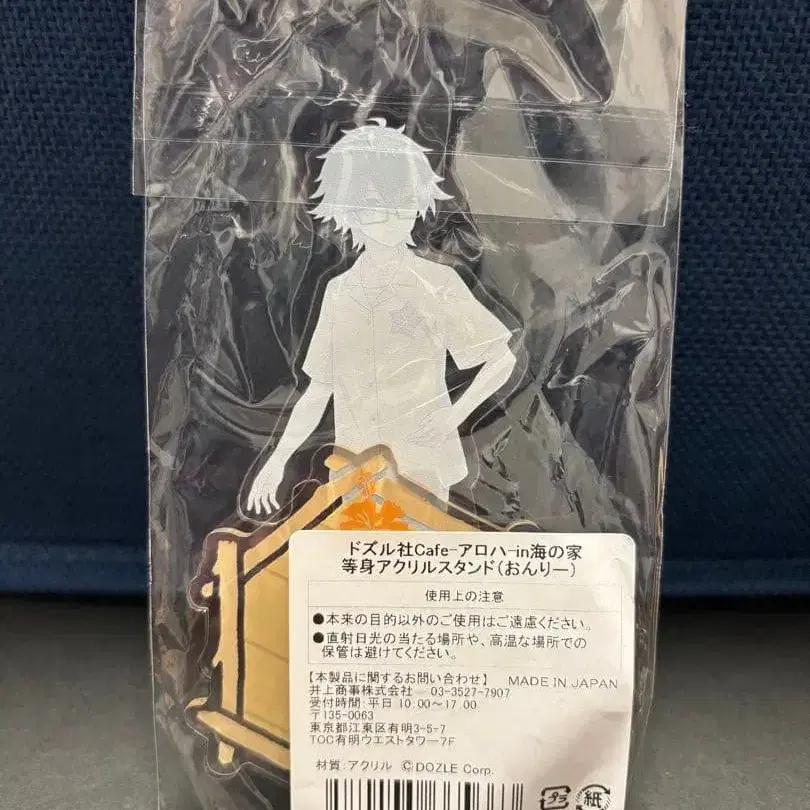 ドズル社Cafe-アロハ-in海の家
等身アクリルスタンド(おんりー)
使用上の注意
●本来の目的以外のご使用はご遠慮ください。
●直射日光の当たる場所や、高温な場所での
保管は避けてください。
【本製品に関するお問い合わせ】 MADE IN JAPAN
井上商事株式会社 03-3527-7907
受付時間:平日 10:00～17:00
〒135-0063
東京都江東区有明3-5-7
TOC有明ウエストタワー7F
材質:アクリル ©DOZLE Corp.
プラ
紙